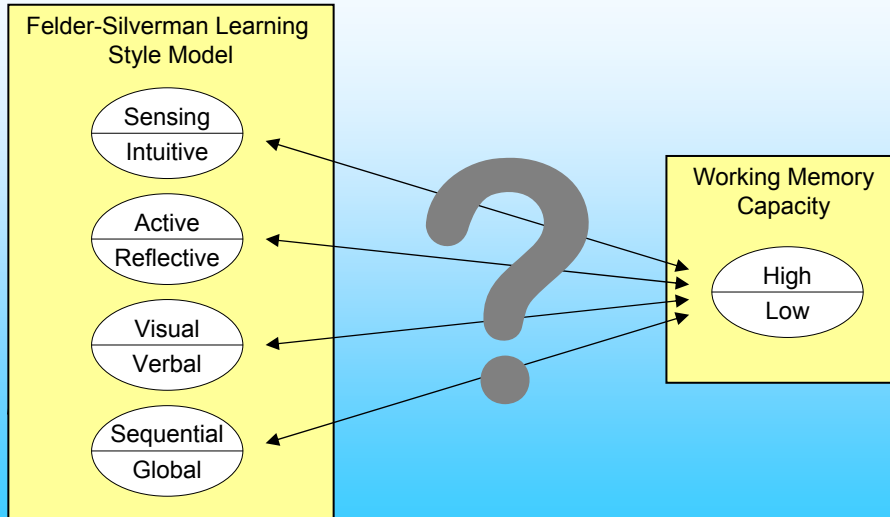 Felder-Silverman Learning
Style Model
Sensing
Intuitive
Active
Reflective
Visual
Verbal
Sequential
Global
?
Working Memory
Capacity
High
Low